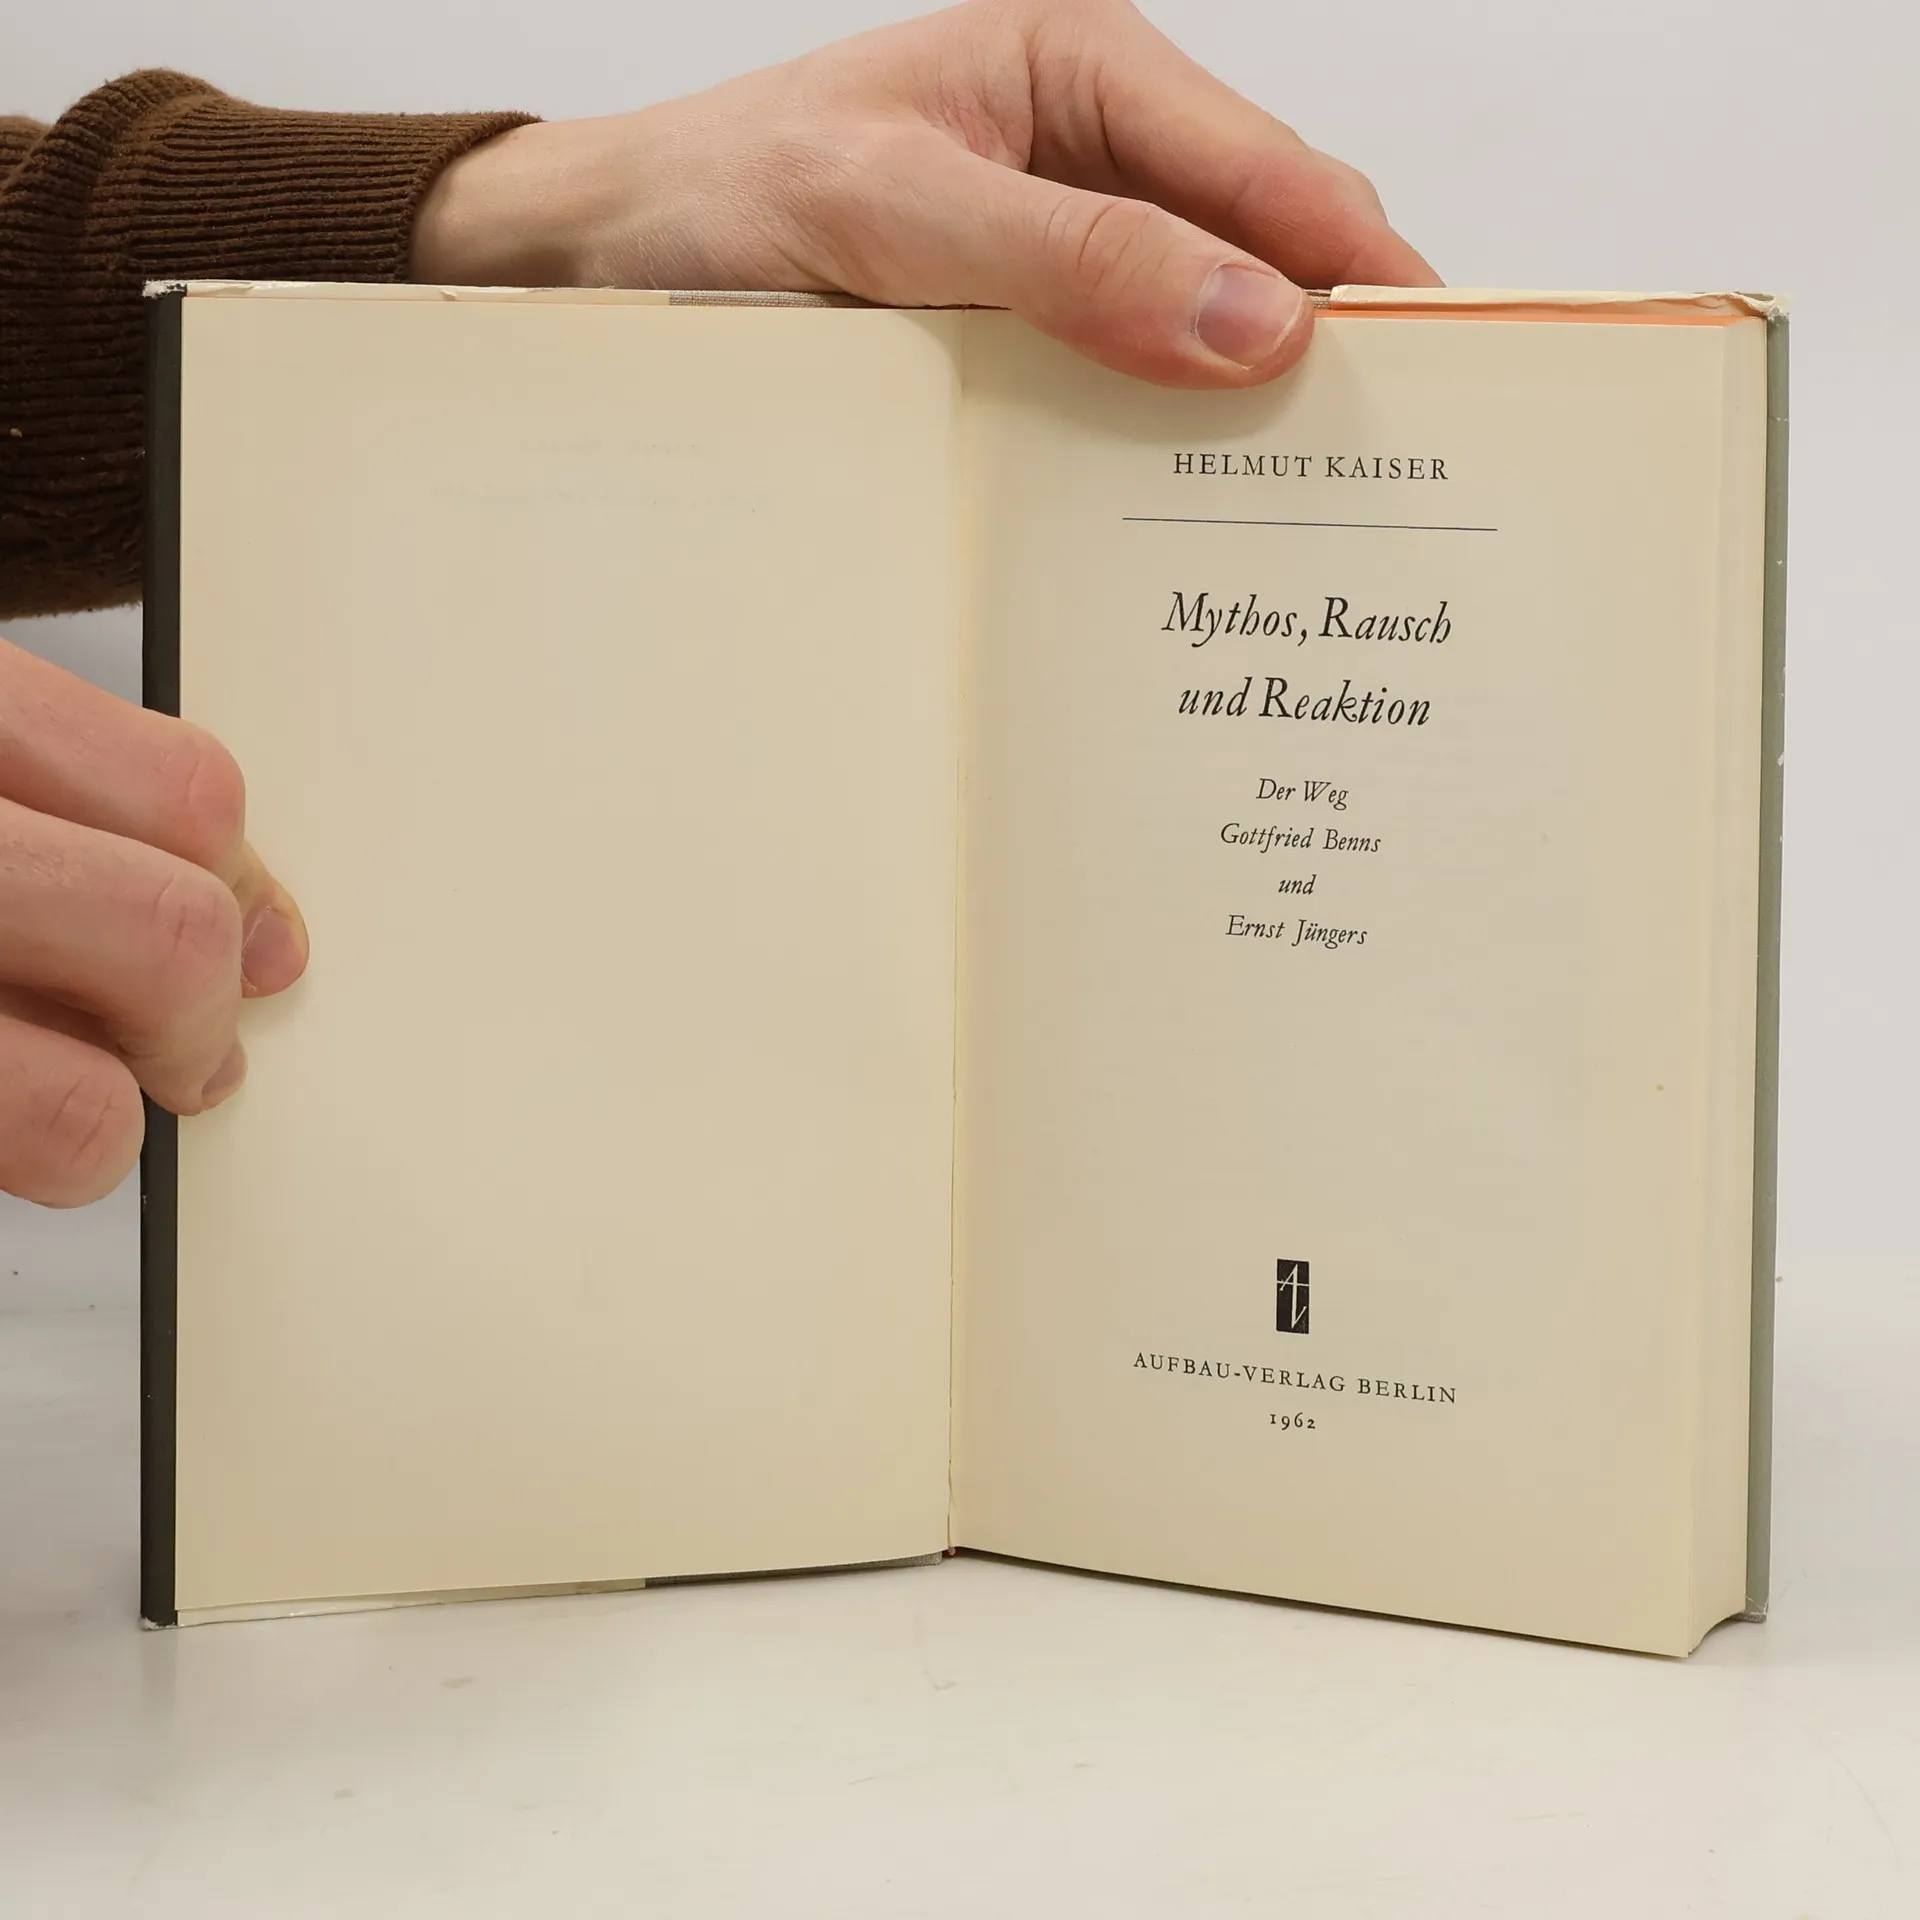 HELMUT KAISER
Mythos, Rausch
und Reaktion
Der Weg
Gottfried Benns
und
Ernst Jüngers
AUFBAU-VERLAG BERLIN
1962